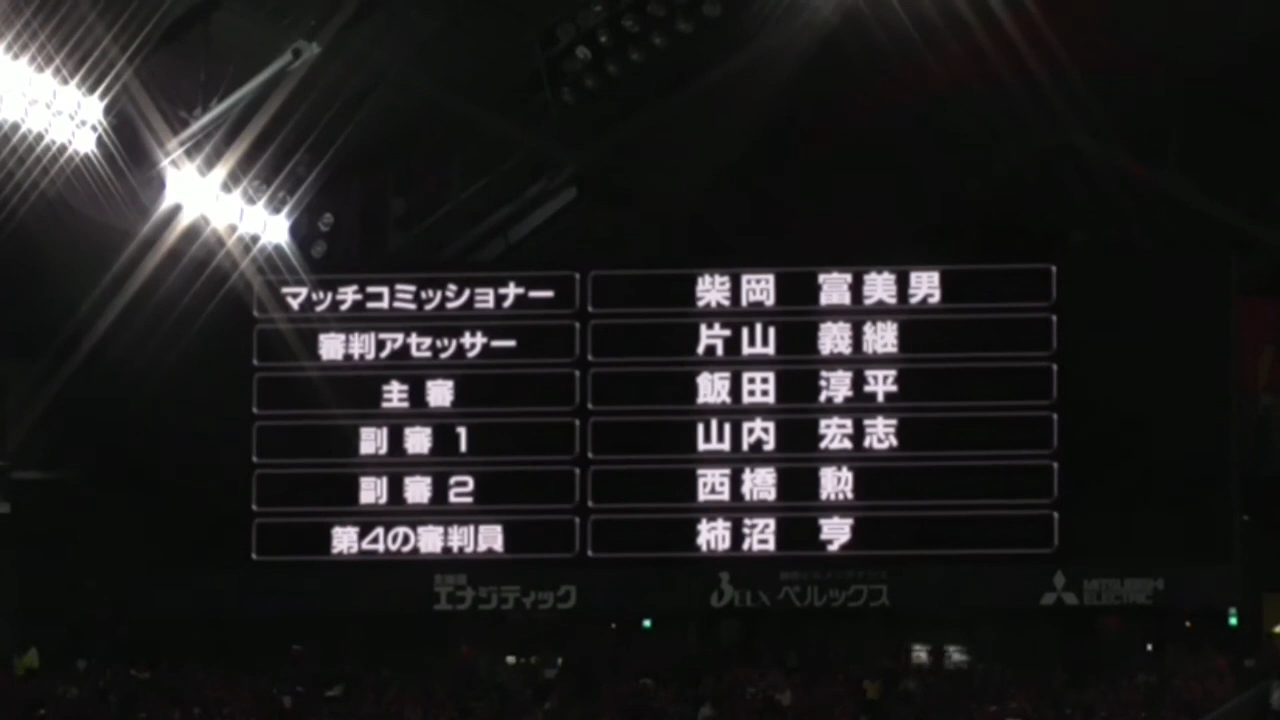 マッチコミッショナー 柴岡 富美男
審判アセッサー 片山 義継
主審 飯田 淳平
副審1 山内 宏志
副審2 西橋 勲
第4の審判員 柿沼 亨
エナジティック
ベルックス
MITSUBISHI
ELECTRIC